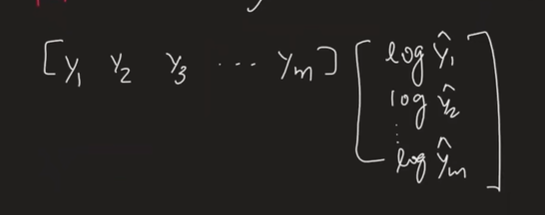 [y₁ y₂ y₃ ... yₘ] [log ŷ₁
log ŷ₂
⋮
log ŷₘ]